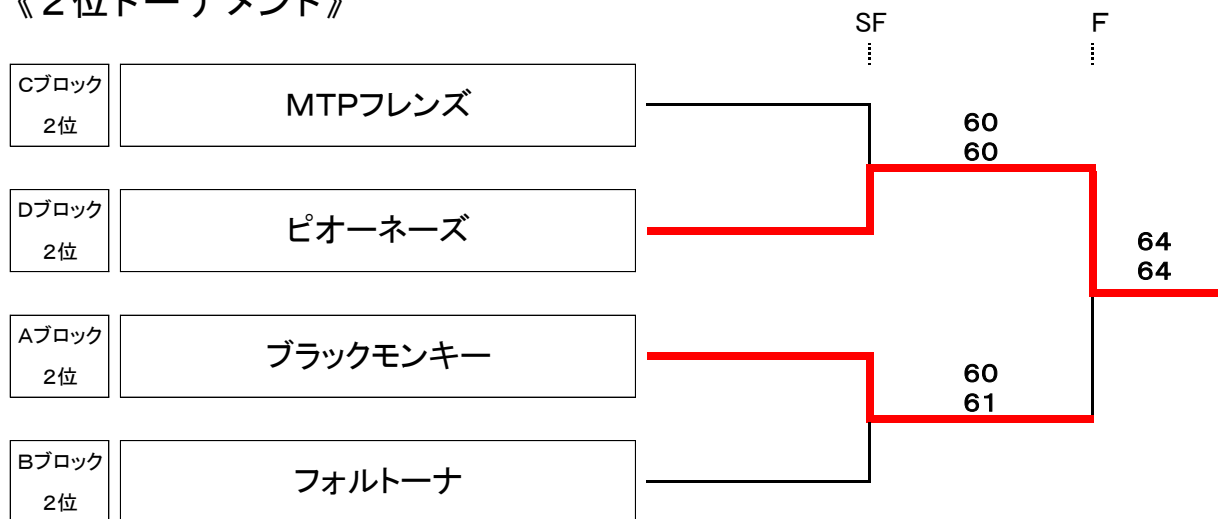 《２位トーナメント》
SF
F
Cブロック
2位
MTPフレンズ
60
60
Dブロック
2位
ピオーネーズ
64
64
Aブロック
2位
ブラックモンキー
60
61
Bブロック
2位
フォルトーナ